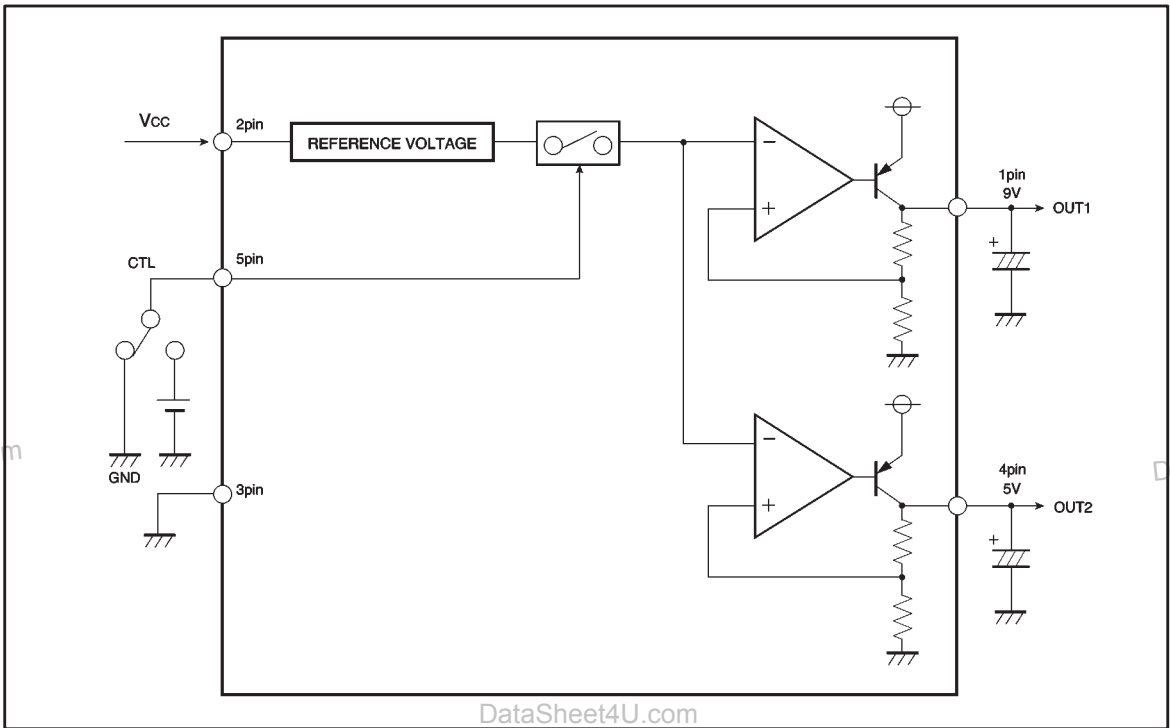 Vcc
2pin
REFERENCE VOLTAGE
−
+
1pin
9V
OUT1
+
CTL
5pin
GND
3pin
−
+
4pin
5V
OUT2
+
m
D
DataSheet4U.com